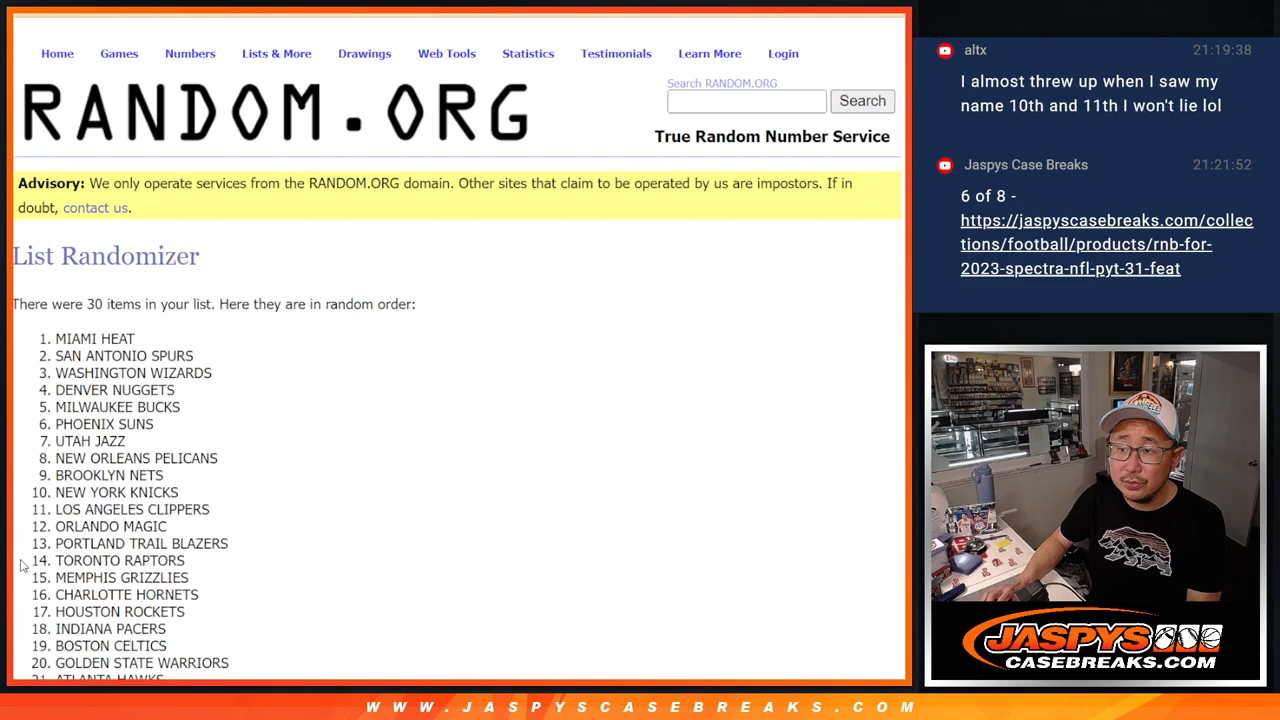 Home Games Numbers Lists & More Drawings Web Tools Statistics Testimonials Learn More Login
RANDOM.ORG
Search RANDOM.ORG
Search
True Random Number Service
Advisory: We only operate services from the RANDOM.ORG domain. Other sites that claim to be operated by us are impostors. If in
doubt, contact us.
List Randomizer
There were 30 items in your list. Here they are in random order:
1. MIAMI HEAT
2. SAN ANTONIO SPURS
3. WASHINGTON WIZARDS
4. DENVER NUGGETS
5. MILWAUKEE BUCKS
6. PHOENIX SUNS
7. UTAH JAZZ
8. NEW ORLEANS PELICANS
9. BROOKLYN NETS
10. NEW YORK KNICKS
11. LOS ANGELES CLIPPERS
12. ORLANDO MAGIC
13. PORTLAND TRAIL BLAZERS
14. TORONTO RAPTORS
15. MEMPHIS GRIZZLIES
16. CHARLOTTE HORNETS
17. HOUSTON ROCKETS
18. INDIANA PACERS
19. BOSTON CELTICS
20. GOLDEN STATE WARRIORS
21. ATLANTA HAWKS
altx 21:19:38
I almost threw up when I saw my
name 10th and 11th I won't lie lol
Jaspys Case Breaks 21:21:52
6 of 8 -
https://jaspyscasebreaks.com/collec
tions/football/products/rnb-for-
2023-spectra-nfl-pyt-31-feat
JASPYS
CASEBREAKS.COM
WWW.JASPYSCASEBREAKS.COM